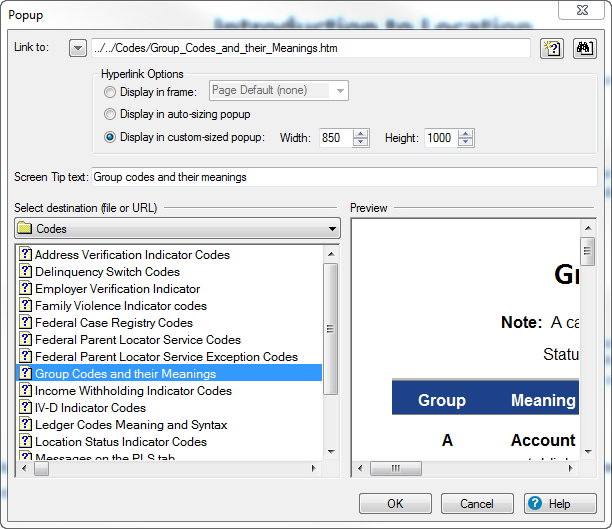 Popup
Introduction to Location
Link to:
../../Codes/Group_Codes_and_their_Meanings.htm
Hyperlink Options
Display in frame: Page Default (none)
Display in auto-sizing popup
Display in custom-sized popup: Width: 850 Height: 1000
Screen Tip text: Group codes and their meanings
Select destination (file or URL)
Codes
Address Verification Indicator Codes
Delinquency Switch Codes
Employer Verification Indicator
Family Violence Indicator codes
Federal Case Registry Codes
Federal Parent Locator Service Codes
Federal Parent Locator Service Exception Codes
Group Codes and their Meanings
Income Withholding Indicator Codes
IV-D Indicator Codes
Ledger Codes Meaning and Syntax
Location Status Indicator Codes
Messages on the PLS tab
Preview
Gr
Note: A ca
Statu
Group Meaning
A Account
OK Cancel Help